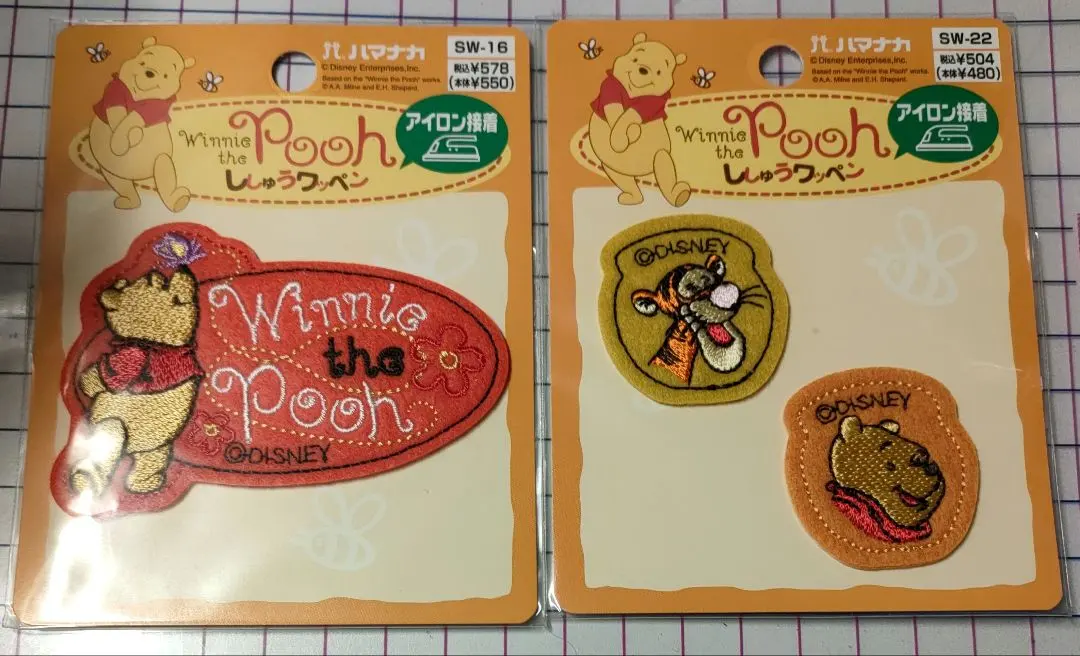 ハマナカ
SW-16
税込¥578
(本体¥550)
© Disney Enterprises,Inc.
Based on the "Winnie the Pooh" works.
© A.A. Milne and E.H. Shepard.
アイロン接着
Winnie
the
Pooh
ししゅうワッペン
Winnie
the
Pooh
©DISNEY
ハマナカ
SW-22
税込¥504
(本体¥480)
© Disney Enterprises,Inc.
Based on the "Winnie the Pooh" works.
© A.A. Milne and E.H. Shepard.
アイロン接着
Winnie
the
Pooh
ししゅうワッペン
©DISNEY
©DISNEY